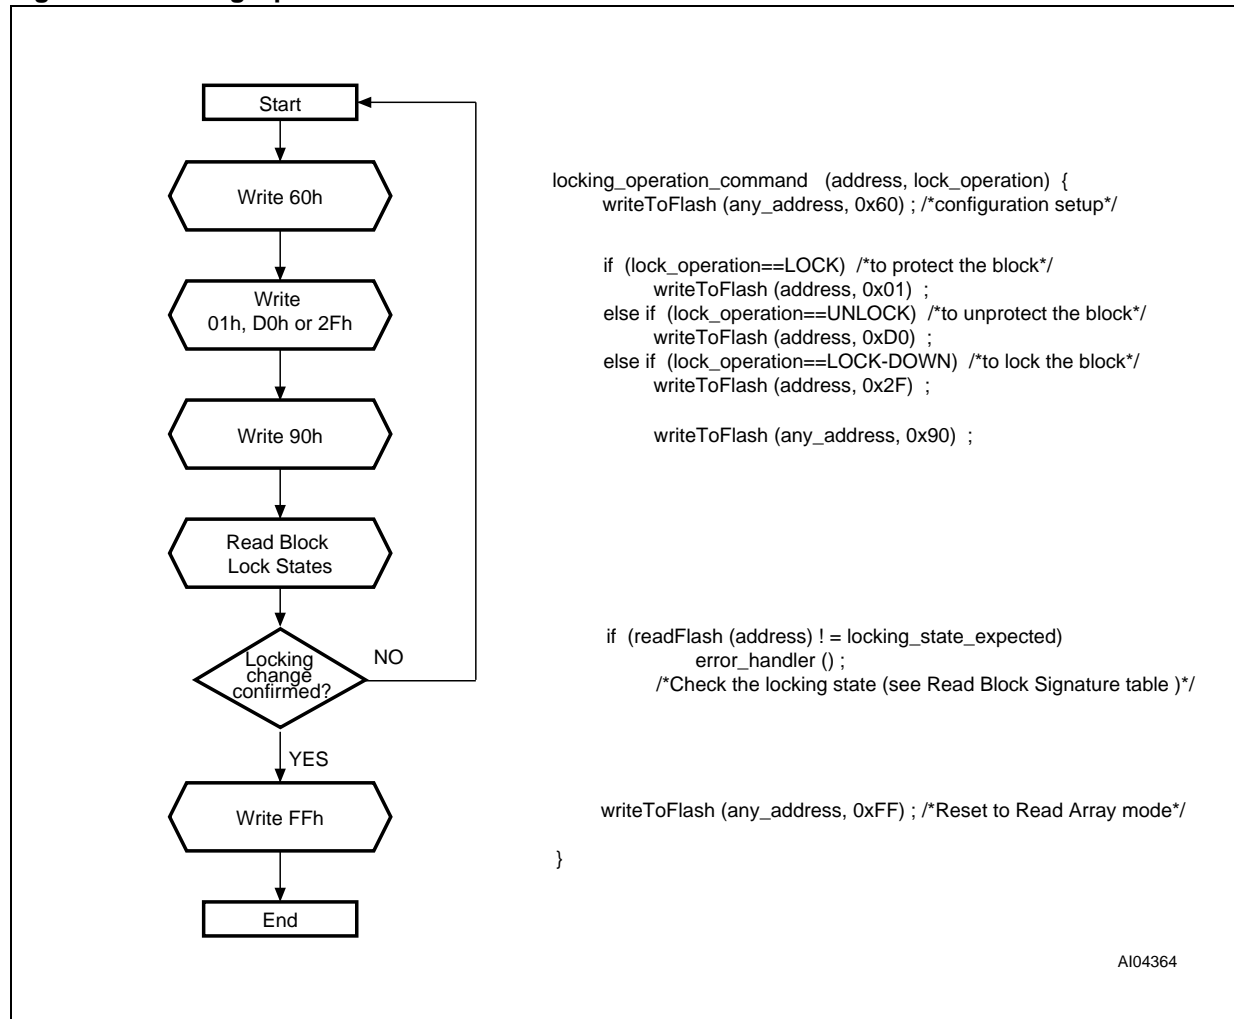 Start
Write 60h
Write
01h, D0h or 2Fh
Write 90h
Read Block
Lock States
Locking
change
confirmed?
NO
YES
Write FFh
End
locking_operation_command (address, lock_operation) {
writeToFlash (any_address, 0x60) ; /*configuration setup*/
if (lock_operation==LOCK) /*to protect the block*/
writeToFlash (address, 0x01) ;
else if (lock_operation==UNLOCK) /*to unprotect the block*/
writeToFlash (address, 0xD0) ;
else if (lock_operation==LOCK-DOWN) /*to lock the block*/
writeToFlash (address, 0x2F) ;
writeToFlash (any_address, 0x90) ;
if (readFlash (address) ! = locking_state_expected)
error_handler () ;
/*Check the locking state (see Read Block Signature table )*/
writeToFlash (any_address, 0xFF) ; /*Reset to Read Array mode*/
}
AI04364